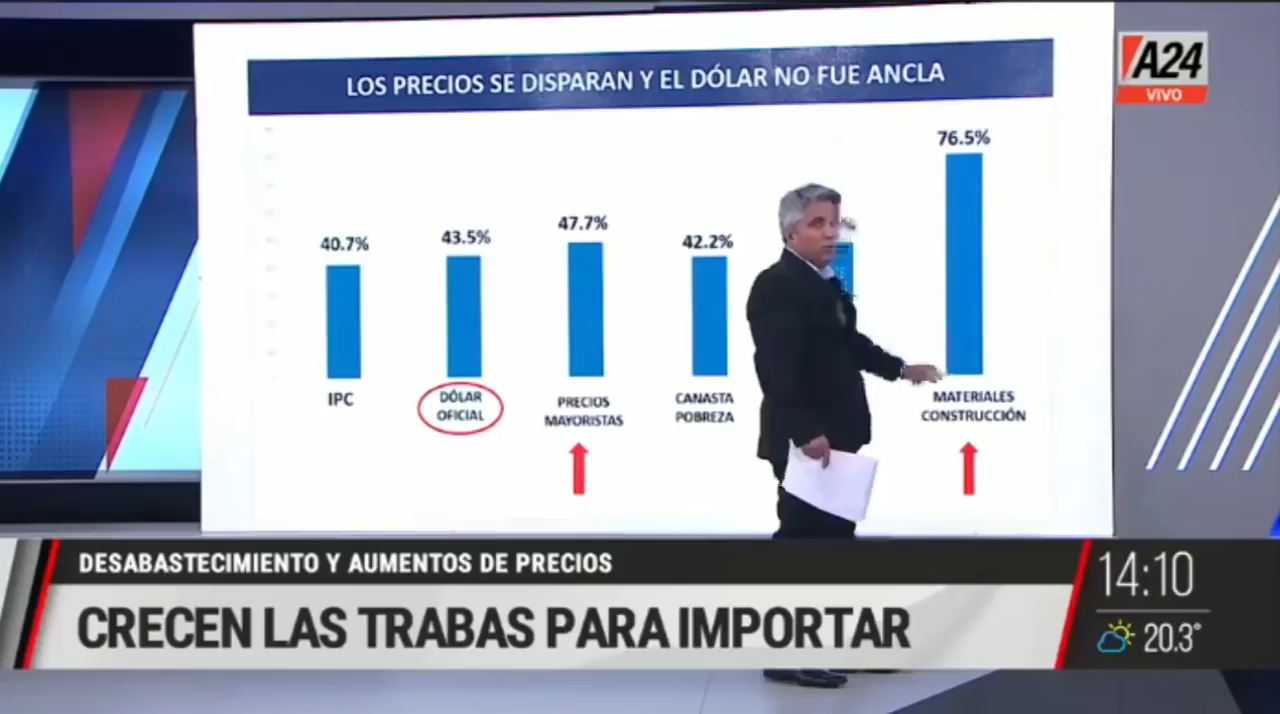 LOS PRECIOS SE DISPARAN Y EL DÓLAR NO FUE ANCLA
A24
VIVO
40.7%
43.5%
47.7%
42.2%
76.5%
IPC
DÓLAR
OFICIAL
PRECIOS
MAYORISTAS
CANASTA
POBREZA
MATERIALES
CONSTRUCCIÓN
DESABASTECIMIENTO Y AUMENTOS DE PRECIOS
CRECEN LAS TRABAS PARA IMPORTAR
14:10
20.3°